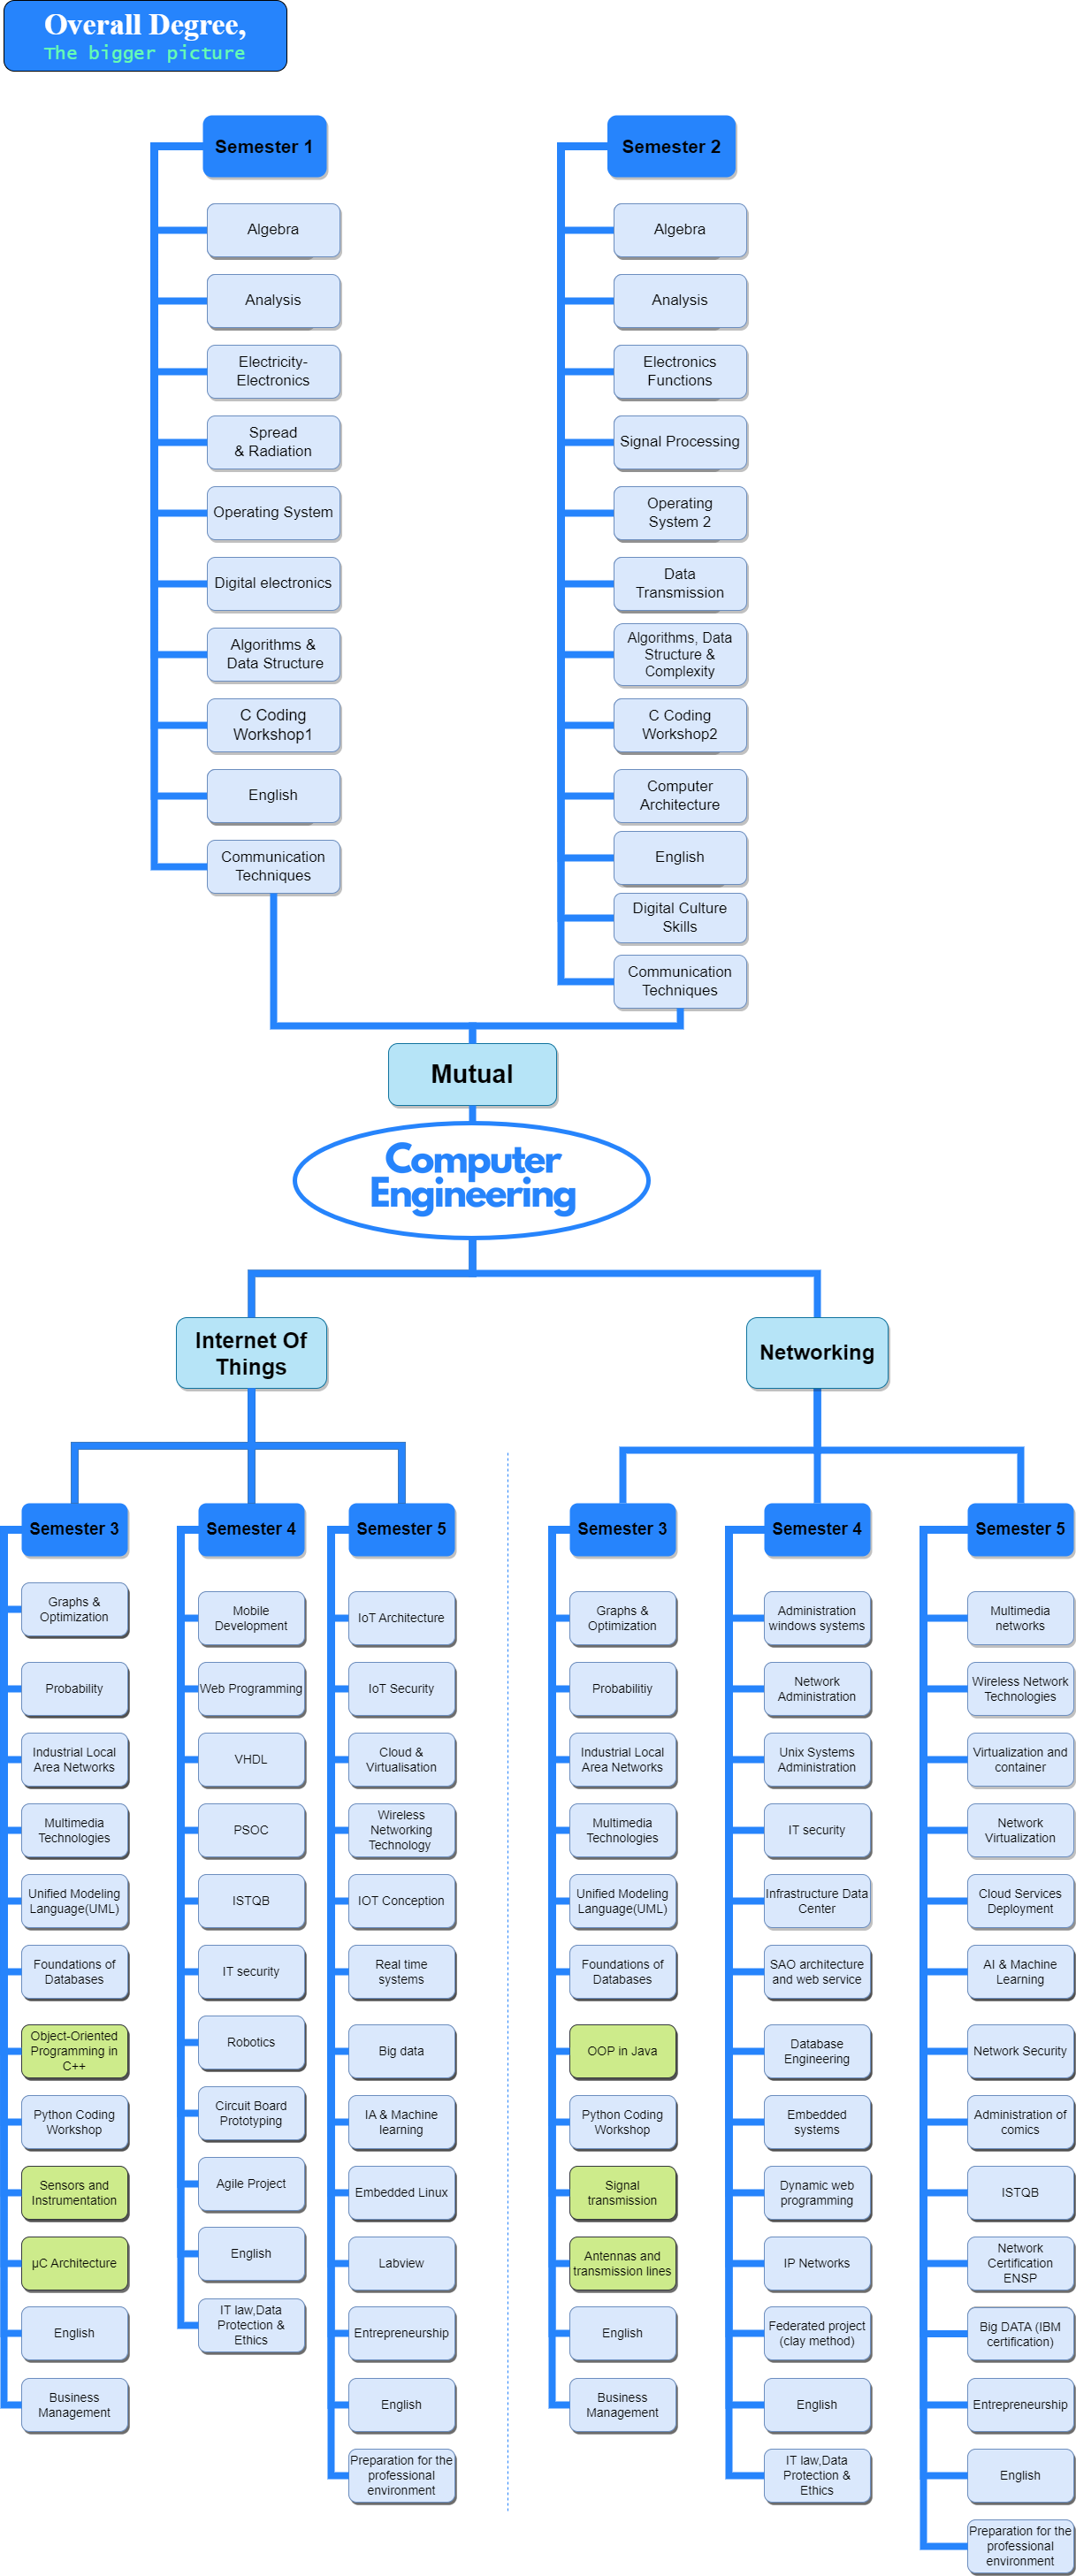 Overall Degree,
The bigger picture
Semester 1
Algebra
Analysis
Electricity-
Electronics
Spread
& Radiation
Operating System
Digital electronics
Algorithms &
Data Structure
C Coding
Workshop1
English
Communication
Techniques
Semester 2
Algebra
Analysis
Electronics
Functions
Signal Processing
Operating
System 2
Data
Transmission
Algorithms, Data
Structure &
Complexity
C Coding
Workshop2
Computer
Architecture
English
Digital Culture
Skills
Communication
Techniques
Mutual
Computer
Engineering
Internet Of
Things
Semester 3
Graphs &
Optimization
Probability
Industrial Local
Area Networks
Multimedia
Technologies
Unified Modeling
Language(UML)
Foundations of
Databases
Object-Oriented
Programming in
C++
Python Coding
Workshop
Sensors and
Instrumentation
µC Architecture
English
Business
Management
Semester 4
Mobile
Development
Web Programming
VHDL
PSOC
ISTQB
IT security
Robotics
Circuit Board
Prototyping
Agile Project
English
IT law,Data
Protection &
Ethics
Semester 5
IoT Architecture
IoT Security
Cloud &
Virtualisation
Wireless
Networking
Technology
IOT Conception
Real time
systems
Big data
IA & Machine
learning
Embedded Linux
Labview
Entrepreneurship
English
Preparation for the
professional
environment
Networking
Semester 3
Graphs &
Optimization
Probabilitiy
Industrial Local
Area Networks
Multimedia
Technologies
Unified Modeling
Language(UML)
Foundations of
Databases
OOP in Java
Python Coding
Workshop
Signal
transmission
Antennas and
transmission lines
English
Business
Management
Semester 4
Administration
windows systems
Network
Administration
Unix Systems
Administration
IT security
Infrastructure Data
Center
SAO architecture
and web service
Database
Engineering
Embedded
systems
Dynamic web
programming
IP Networks
Federated project
(clay method)
English
IT law,Data
Protection &
Ethics
Semester 5
Multimedia
networks
Wireless Network
Technologies
Virtualization and
container
Network
Virtualization
Cloud Services
Deployment
AI & Machine
Learning
Network Security
Administration of
comics
ISTQB
Network
Certification
ENSP
Big DATA (IBM
certification)
Entrepreneurship
English
Preparation for the
professional
environment